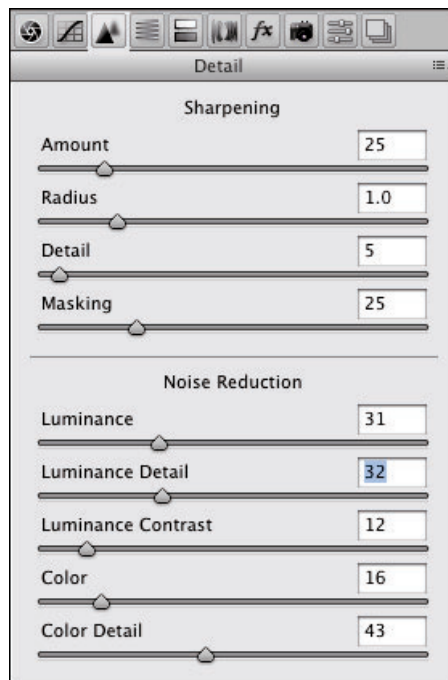 fx
Detail
Sharpening
Amount 25
Radius 1.0
Detail 5
Masking 25
Noise Reduction
Luminance 31
Luminance Detail 32
Luminance Contrast 12
Color 16
Color Detail 43